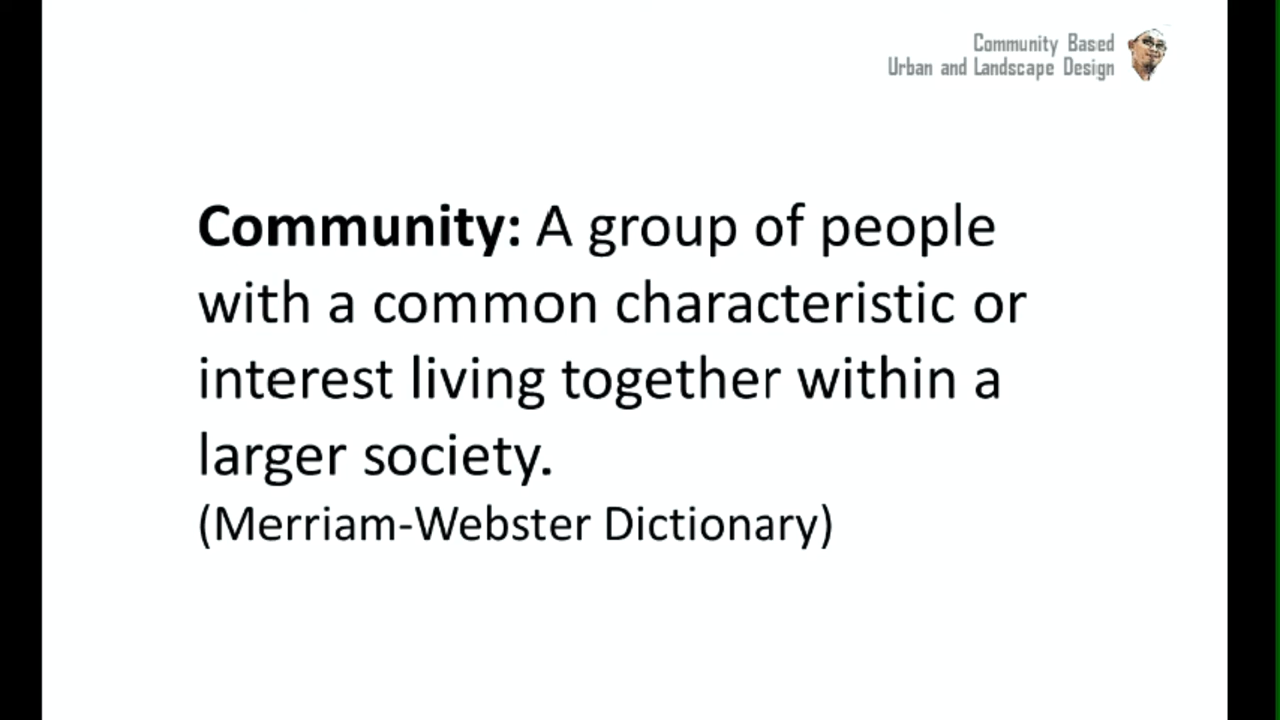 Community Based
Urban and Landscape Design
Community: A group of people
with a common characteristic or
interest living together within a
larger society.
(Merriam-Webster Dictionary)